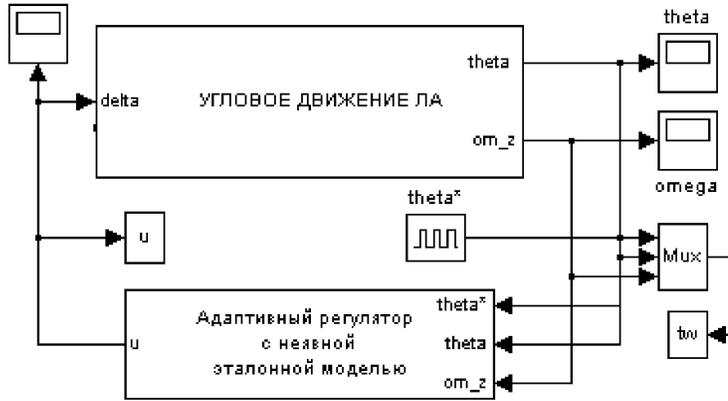 theta
theta
delta
УГЛОВОЕ ДВИЖЕНИЕ ЛА
om_z
omega
theta*
u
Mux
Адаптивный регулятор
с неявной
эталонной моделью
theta*
u
theta
om_z
tw